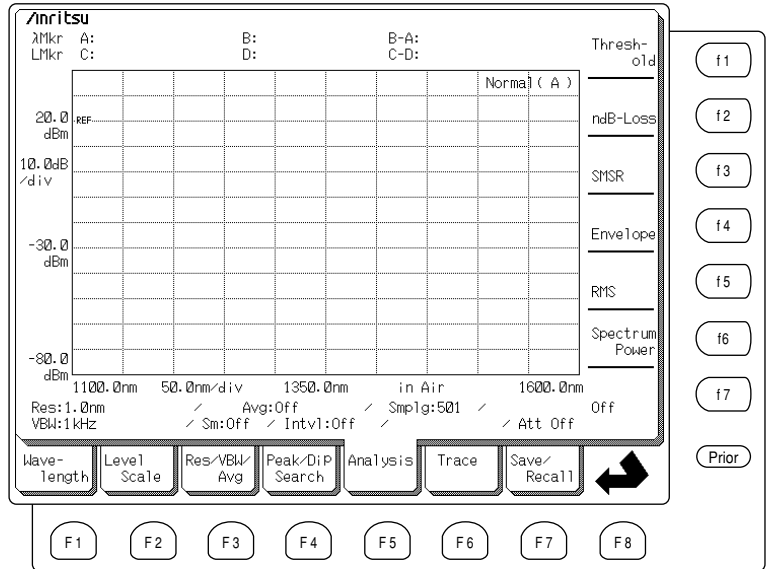 Anritsu
λMkr A: B: B-A:
LMkr C: D: C-D:
Normal( A )
20.0
dBm
REF
10.0dB
/div
-30.0
dBm
-80.0
dBm
1100.0nm 50.0nm/div 1350.0nm in Air 1600.0nm
Res:1.0nm / Avg:Off / Smplg:501 / Off
VBW:1kHz / Sm:Off / Intvl:Off / / Att Off
Thresh-
old
ndB-Loss
SMSR
Envelope
RMS
Spectrum
Power
f1
f2
f3
f4
f5
f6
f7
Prior
Wave-
length
Level
Scale
Res/VBW/
Avg
Peak/Dip
Search
Analysis
Trace
Save/
Recall
F1 F2 F3 F4 F5 F6 F7 F8